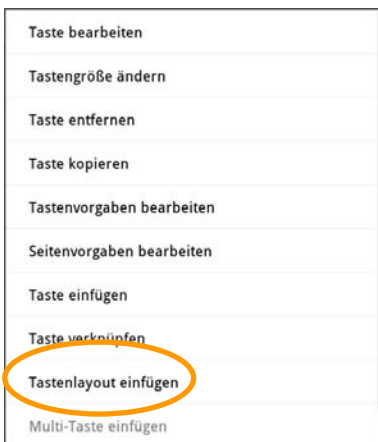 Taste bearbeiten
Tastengröße ändern
Taste entfernen
Taste kopieren
Tastenvorgaben bearbeiten
Seitenvorgaben bearbeiten
Taste einfügen
Taste verknüpfen
Tastenlayout einfügen
Multi-Taste einfügen